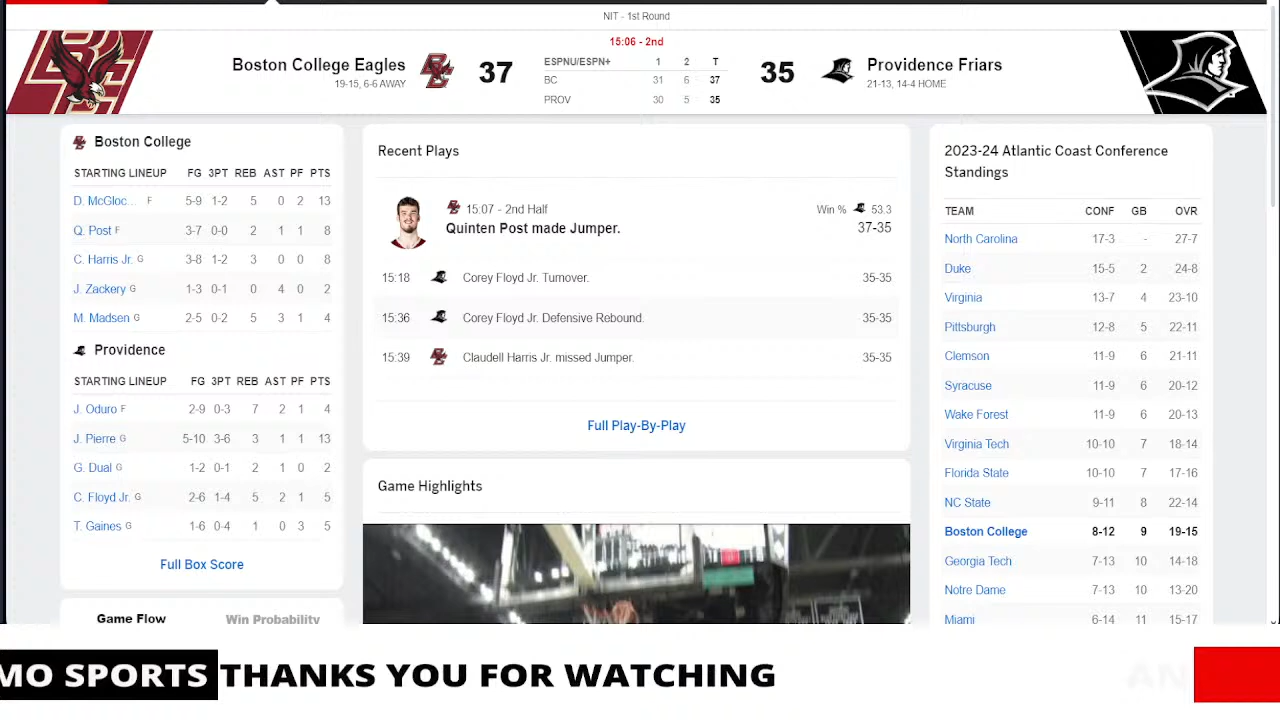 NIT - 1st Round
15:06 - 2nd
Boston College Eagles
19-15, 6-6 AWAY
37
ESPNU/ESPN+ 1 2 T
BC 31 6 37
PROV 30 5 35
35
Providence Friars
21-13, 14-4 HOME
Boston College
STARTING LINEUP FG 3PT REB AST PF PTS
D. McGloc... F 5-9 1-2 5 0 2 13
Q. Post F 3-7 0-0 2 1 1 8
C. Harris Jr. G 3-8 1-2 3 0 0 8
J. Zackery G 1-3 0-1 0 4 0 2
M. Madsen G 2-5 0-2 5 3 1 4
Providence
STARTING LINEUP FG 3PT REB AST PF PTS
J. Oduro F 2-9 0-3 7 2 1 4
J. Pierre G 5-10 3-6 3 1 1 13
G. Dual G 1-2 0-1 2 1 0 2
C. Floyd Jr. G 2-6 1-4 5 2 1 5
T. Gaines G 1-6 0-4 1 0 3 5
Full Box Score
Game Flow Win Probability
Recent Plays
15:07 - 2nd Half
Quinten Post made Jumper.
Win % 53.3
37-35
15:18 Corey Floyd Jr. Turnover. 35-35
15:36 Corey Floyd Jr. Defensive Rebound. 35-35
15:39 Claudell Harris Jr. missed Jumper. 35-35
Full Play-By-Play
Game Highlights
2023-24 Atlantic Coast Conference
Standings
TEAM CONF GB OVR
North Carolina 17-3 - 27-7
Duke 15-5 2 24-8
Virginia 13-7 4 23-10
Pittsburgh 12-8 5 22-11
Clemson 11-9 6 21-11
Syracuse 11-9 6 20-12
Wake Forest 11-9 6 20-13
Virginia Tech 10-10 7 18-14
Florida State 10-10 7 17-16
NC State 9-11 8 22-14
Boston College 8-12 9 19-15
Georgia Tech 7-13 10 14-18
Notre Dame 7-13 10 13-20
Miami 6-14 11 15-17
MO SPORTS THANKS YOU FOR WATCHING
AN